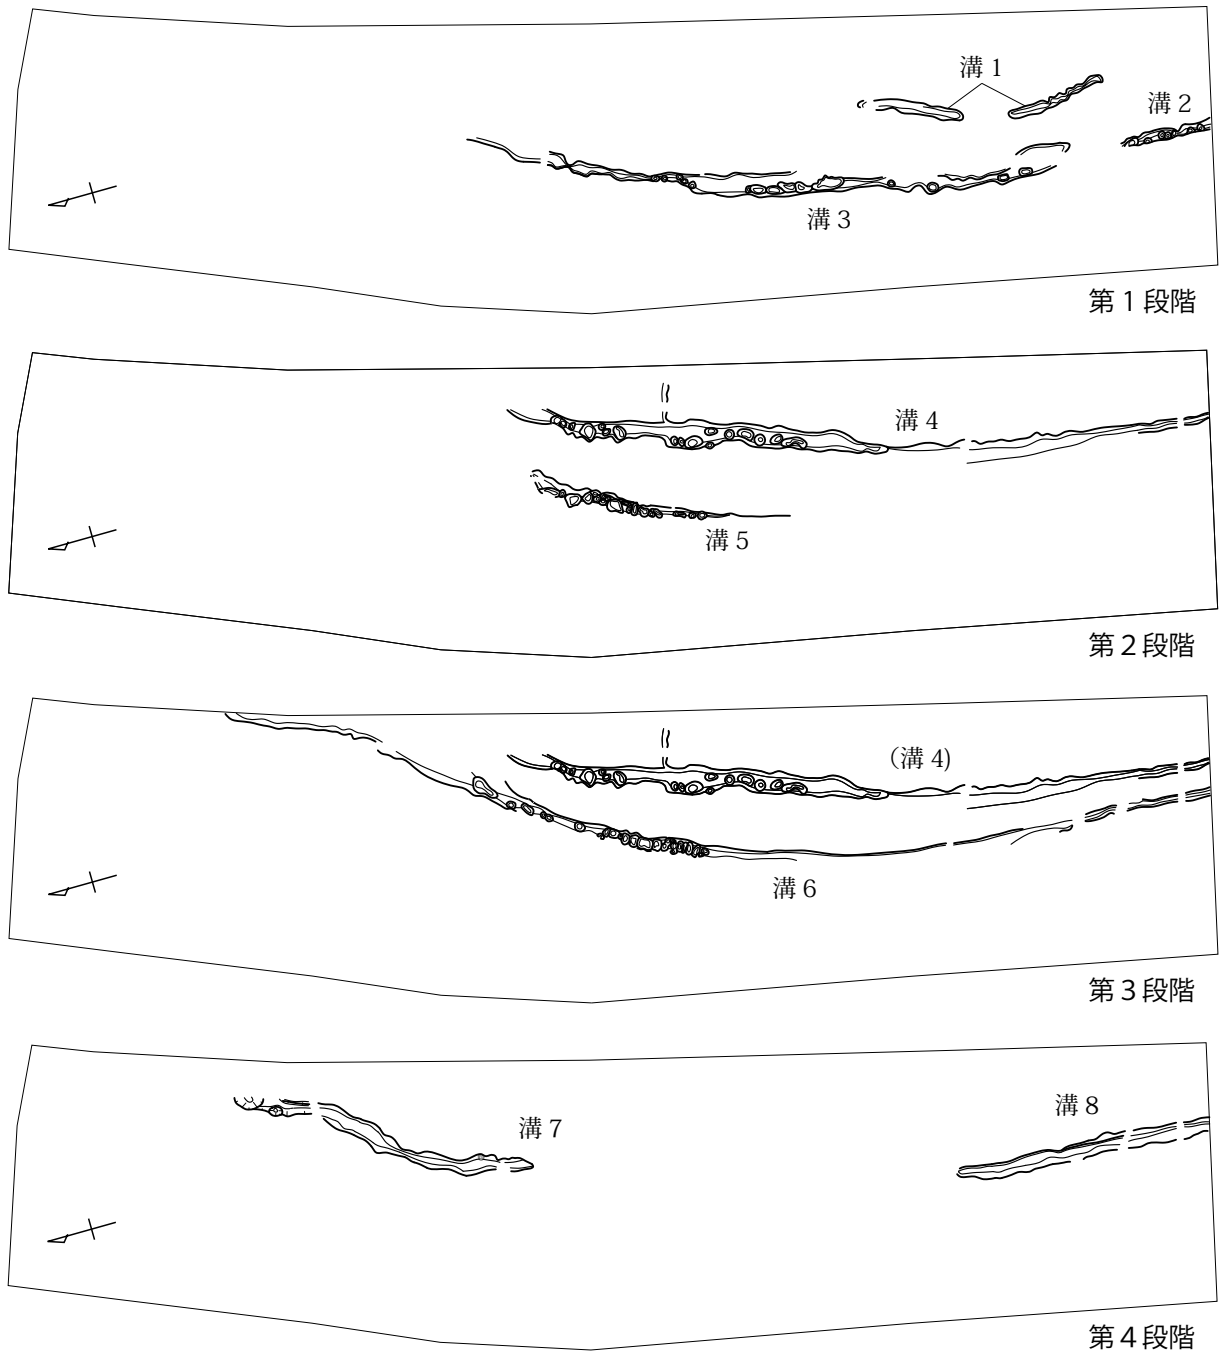 溝 1
溝 2
溝 3
第 1 段階
溝 4
溝 5
第 2 段階
(溝 4)
溝 6
第 3 段階
溝 7
溝 8
第 4 段階